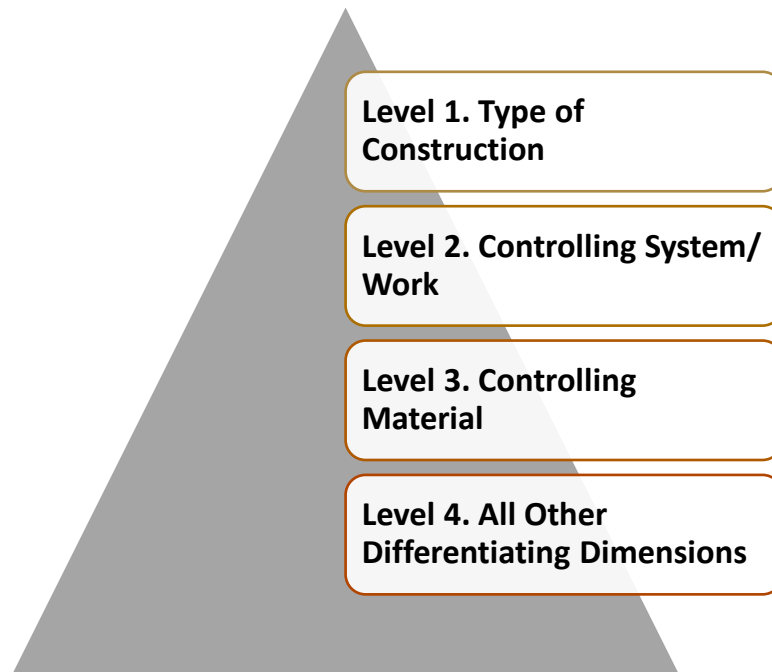 Level 1. Type of
Construction
Level 2. Controlling System/
Work
Level 3. Controlling
Material
Level 4. All Other
Differentiating Dimensions